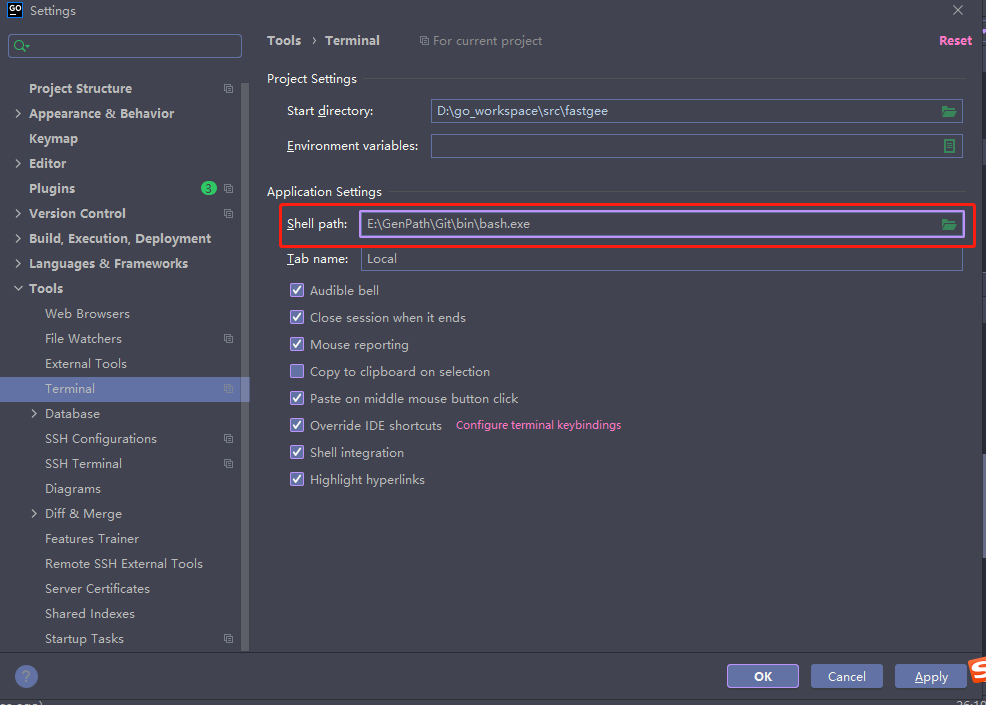 GO Settings
Tools › Terminal For current project Reset
Project Structure
Appearance & Behavior
Keymap
Editor
Plugins 3
Version Control
Build, Execution, Deployment
Languages & Frameworks
Tools
Web Browsers
File Watchers
External Tools
Terminal
Database
SSH Configurations
SSH Terminal
Diagrams
Diff & Merge
Features Trainer
Remote SSH External Tools
Server Certificates
Shared Indexes
Startup Tasks
Project Settings
Start directory: D:\go_workspace\src\fastgee
Environment variables:
Application Settings
Shell path: E:\GenPath\Git\bin\bash.exe
Tab name: Local
Audible bell
Close session when it ends
Mouse reporting
Copy to clipboard on selection
Paste on middle mouse button click
Override IDE shortcuts Configure terminal keybindings
Shell integration
Highlight hyperlinks
? OK Cancel Apply